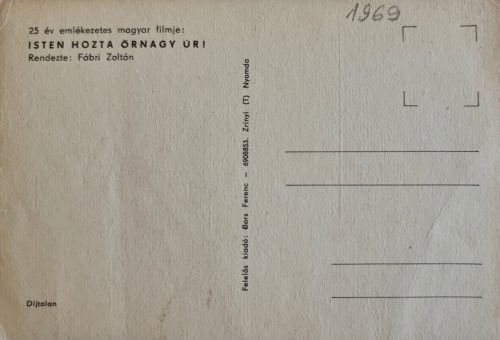 1969
25 év emlékezetes magyar filmje:
ISTEN HOZTA ŐRNAGY ÚR!
Rendezte: Fábri Zoltán
Felelős kiadó: Bors Ferenc – 6908853. Zrínyi (T) Nyomda
Díjtalan